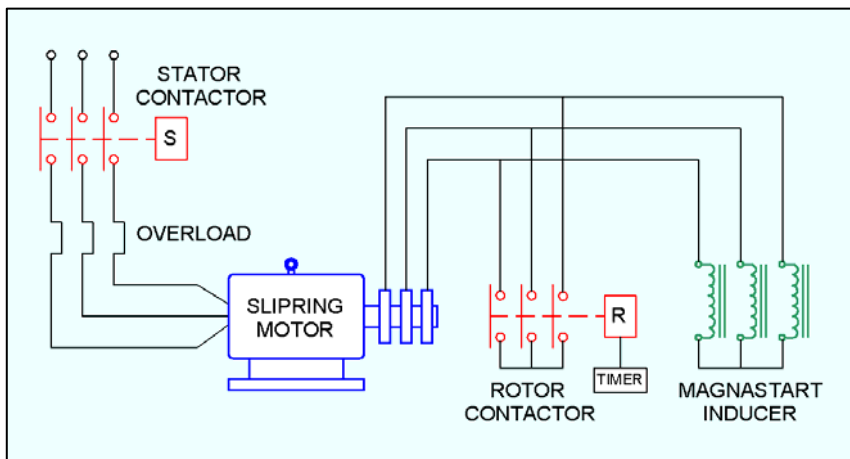 STATOR
CONTACTOR
S
OVERLOAD
SLIPRING
MOTOR
R
TIMER
ROTOR
CONTACTOR
MAGNASTART
INDUCER